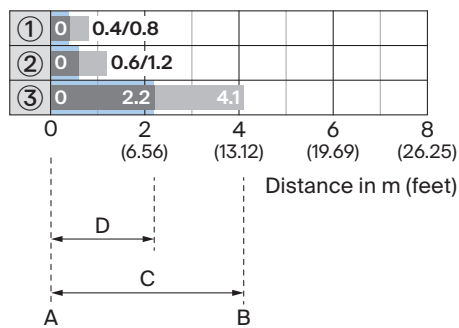 ① 0 0.4/0.8
② 0 0.6/1.2
③ 0 2.2 4.1
0 2 4 6 8
(6.56) (13.12) (19.69) (26.25)
Distance in m (feet)
D
C
A B